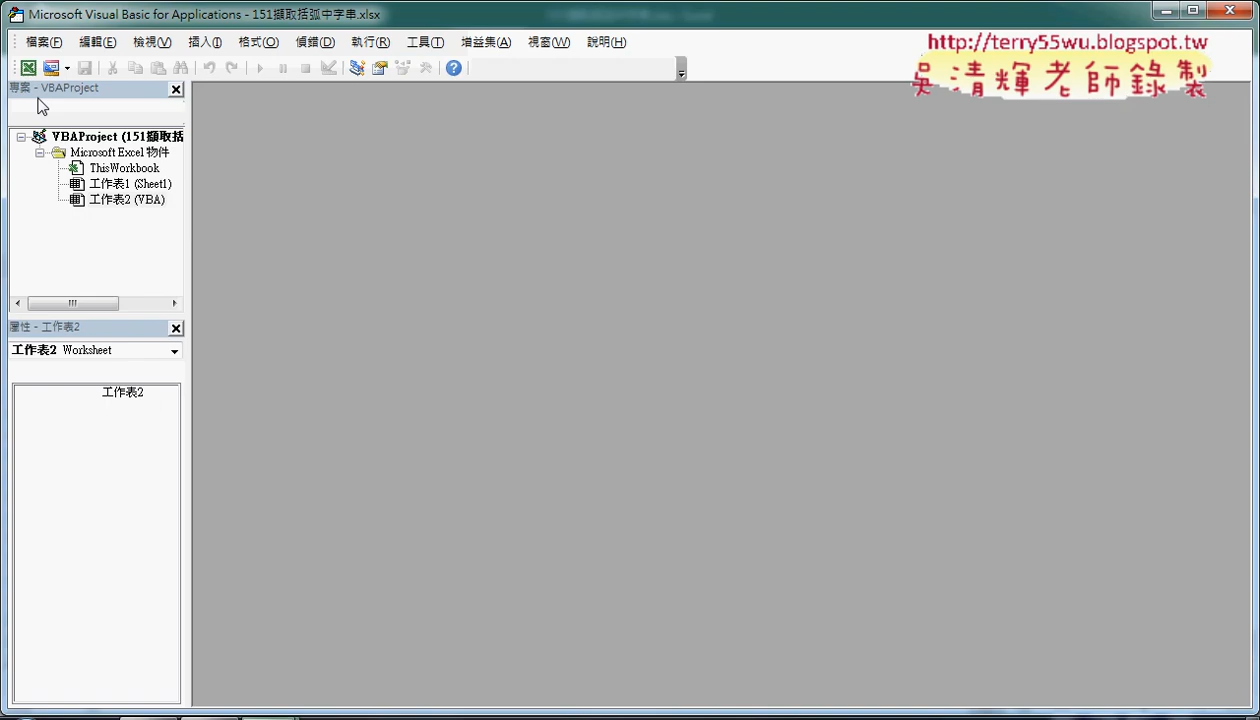 Microsoft Visual Basic for Applications - 151擷取括弧中字串.xlsx
檔案(F) 編輯(E) 檢視(V) 插入(I) 格式(O) 偵錯(D) 執行(R) 工具(T) 增益集(A) 視窗(W) 說明(H)
http://terry55wu.blogspot.tw
吳清輝老師錄製
專案 - VBAProject
VBAProject (151擷取括
Microsoft Excel 物件
ThisWorkbook
工作表1 (Sheet1)
工作表2 (VBA)
屬性 - 工作表2
工作表2 Worksheet
工作表2